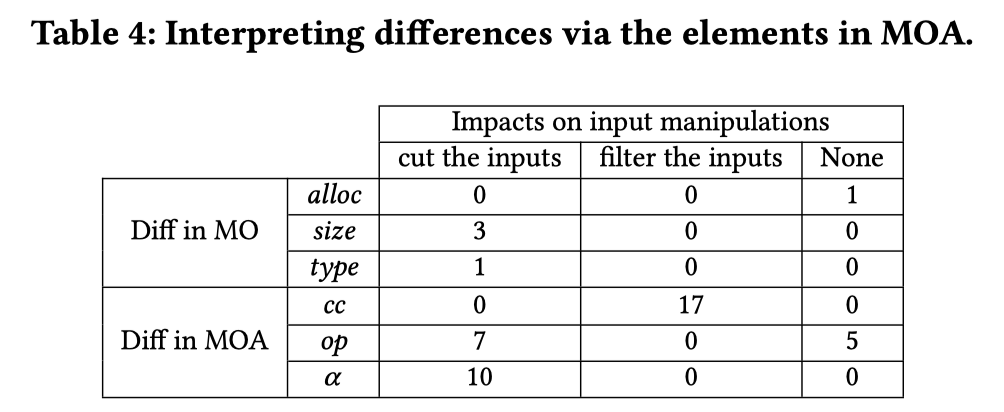 Table 4: Interpreting differences via the elements in MOA.
Impacts on input manipulations
cut the inputs filter the inputs None
Diff in MO
alloc 0 0 1
size 3 0 0
type 1 0 0
Diff in MOA
cc 0 17 0
op 7 0 5
α 10 0 0